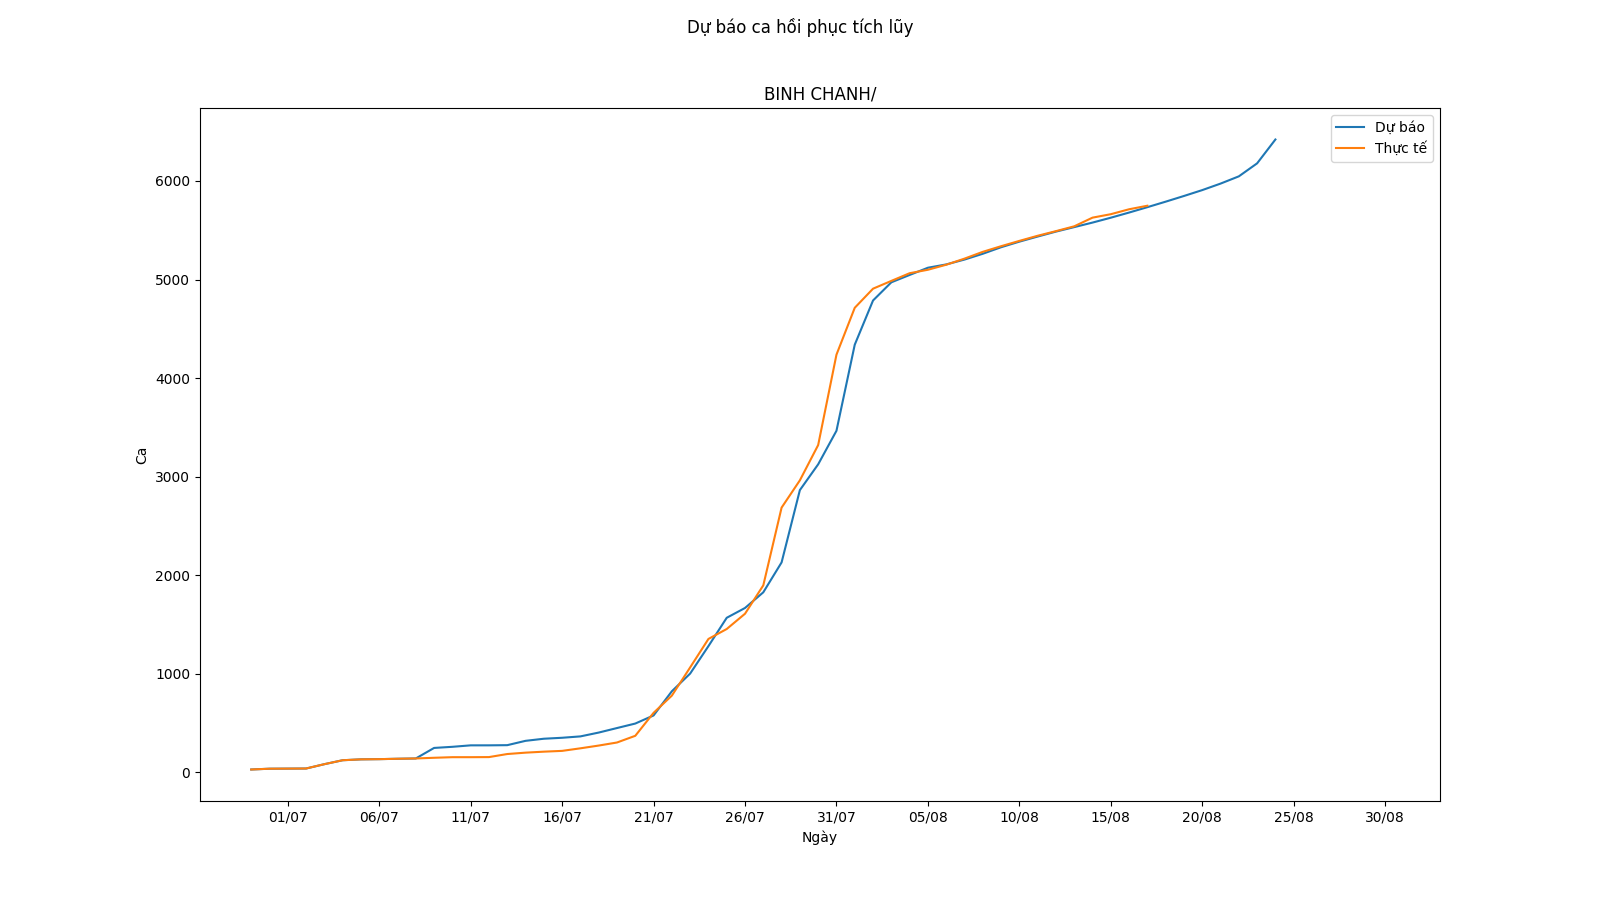 Dự báo ca hồi phục tích lũy
BINH CHANH/
Dự báo
Thực tế
6000
5000
4000
3000
2000
1000
0
Ca
01/07 06/07 11/07 16/07 21/07 26/07 31/07 05/08 10/08 15/08 20/08 25/08 30/08
Ngày